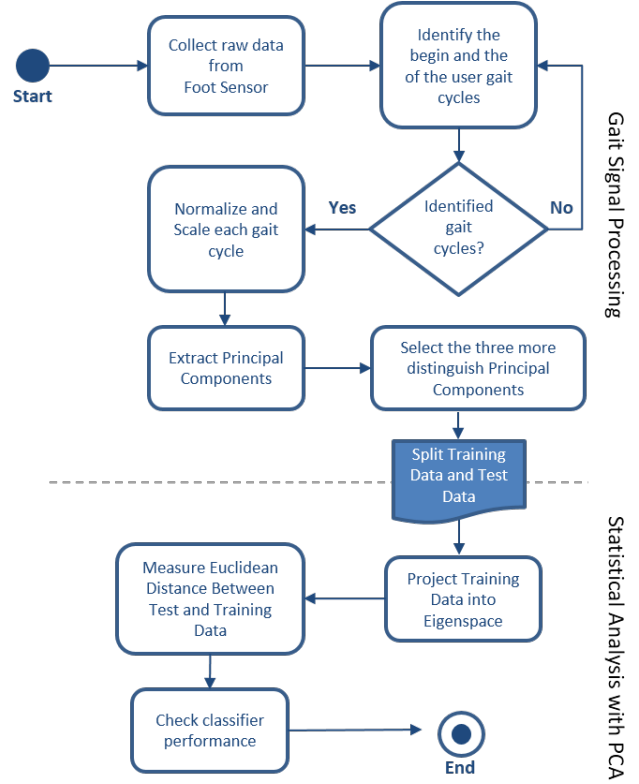 Start
Collect raw data
from
Foot Sensor
Identify the
begin and the
of the user gait
cycles
Identified
gait
cycles?
Yes
No
Normalize and
Scale each gait
cycle
Extract Principal
Components
Select the three more
distinguish Principal
Components
Split Training
Data and Test
Data
Gait Signal Processing
Project Training
Data into
Eigenspace
Measure Euclidean
Distance Between
Test and Training
Data
Check classifier
performance
End
Statistical Analysis with PCA